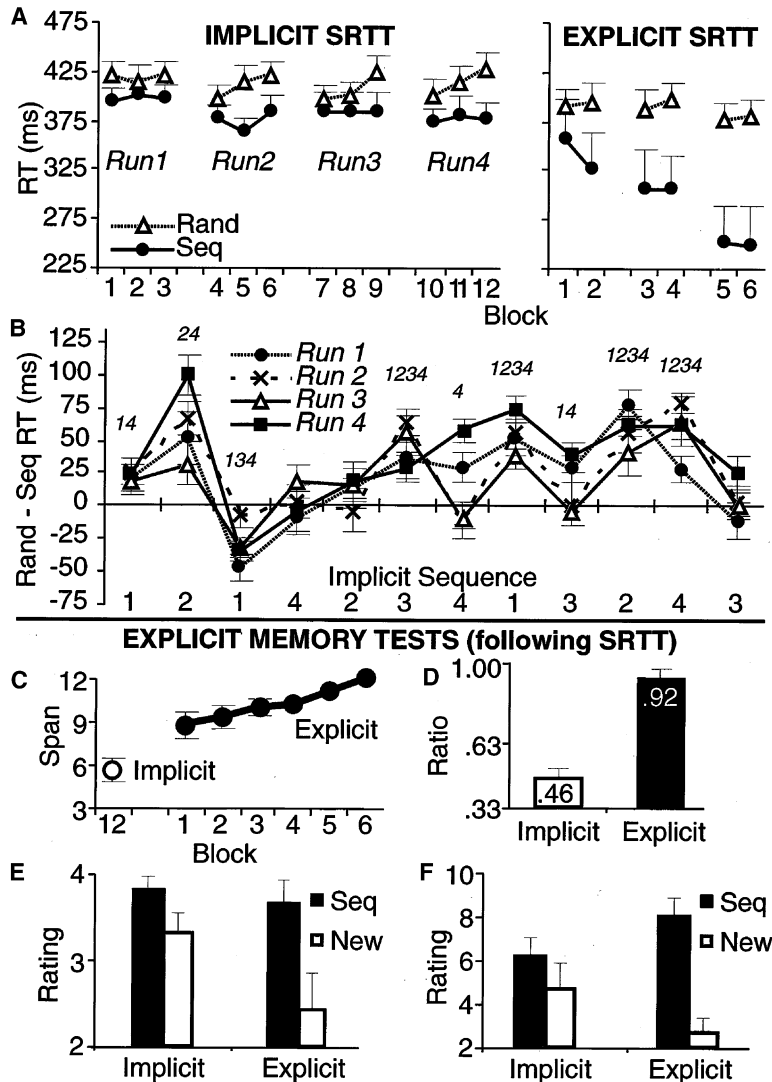 A
IMPLICIT SRTT
EXPLICIT SRTT
RT (ms)
475
425
375
325
275
225
Run1 Run2 Run3 Run4
Rand
Seq
1 2 3 4 5 6 7 8 9 10 11 12
1 2 3 4 5 6
Block
B
Rand - Seq RT (ms)
125
100
75
50
25
0
-25
-50
-75
Run 1
Run 2
Run 3
Run 4
14 24 134 1234 4 1234 14 1234 1234
Implicit Sequence
1 2 1 4 2 3 4 1 3 2 4 3
EXPLICIT MEMORY TESTS (following SRTT)
C
Span
12
9
6
3
Explicit
Implicit
12 1 2 3 4 5 6
Block
D
Ratio
1.00
.63
.33
.46
.92
Implicit Explicit
E
Rating
4
3
2
Seq
New
Implicit Explicit
F
Rating
10
8
6
4
2
Seq
New
Implicit Explicit